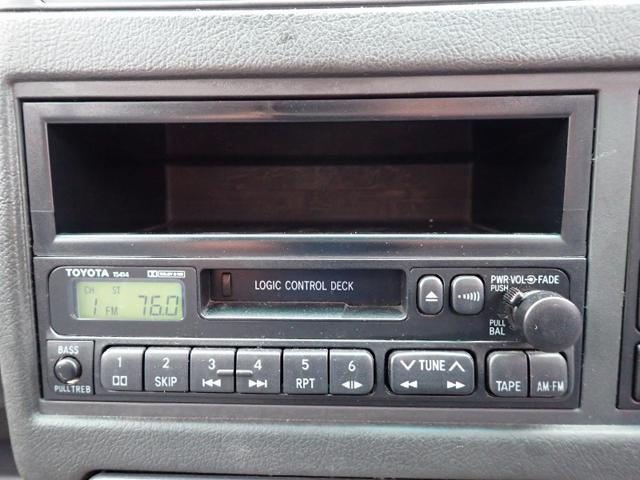 TOYOTA 15414 DOLBY B NR
CH ST
1 FM 76.0
LOGIC CONTROL DECK
PWR·VOL FADE
PUSH
PULL
BAL
BASS
PULL TREB
1 2 3 4 5 6
SKIP RPT
TUNE
TAPE AM·FM